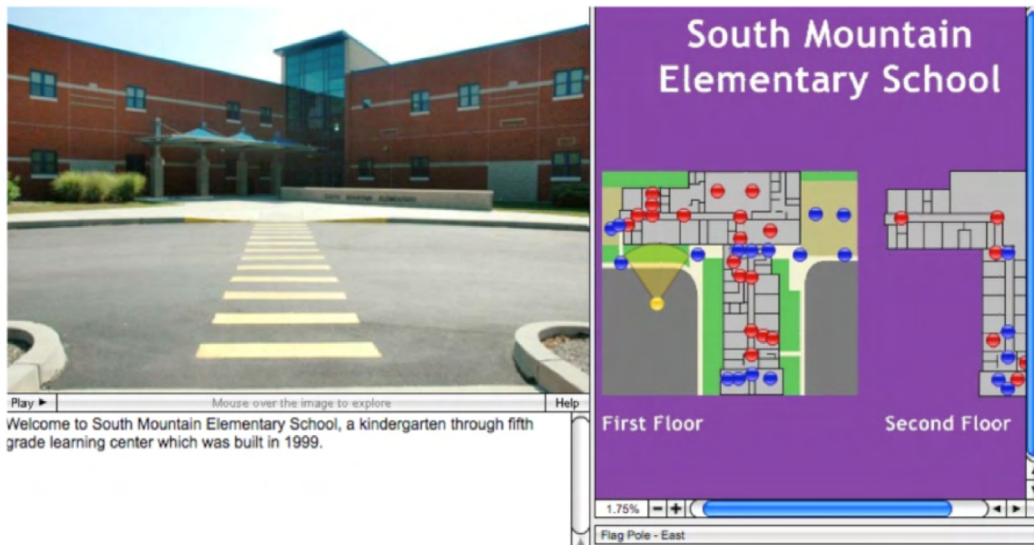 South Mountain
Elementary School
Play
Mouse over the image to explore
Help
Welcome to South Mountain Elementary School, a kindergarten through fifth
grade learning center which was built in 1999.
First Floor
Second Floor
1.75%
Flag Pole - East